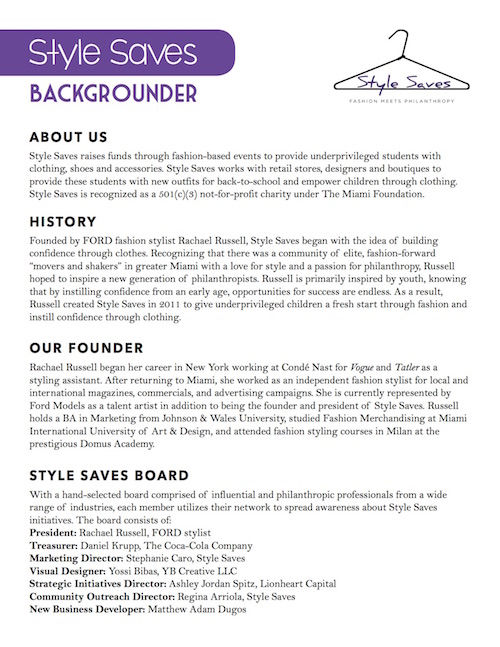 Style Saves
BACKGROUNDER
Style Saves
FASHION MEETS PHILANTHROPY
ABOUT US
Style Saves raises funds through fashion-based events to provide underprivileged students with
clothing, shoes and accessories. Style Saves works with retail stores, designers and boutiques to
provide these students with new outfits for back-to-school and empower children through clothing.
Style Saves is recognized as a 501(c)(3) not-for-profit charity under The Miami Foundation.
HISTORY
Founded by FORD fashion stylist Rachael Russell, Style Saves began with the idea of building
confidence through clothes. Recognizing that there was a community of elite, fashion-forward
“movers and shakers” in greater Miami with a love for style and a passion for philanthropy, Russell
hoped to inspire a new generation of philanthropists. Russell is primarily inspired by youth, knowing
that by instilling confidence from an early age, opportunities for success are endless. As a result,
Russell created Style Saves in 2011 to give underprivileged children a fresh start through fashion and
instill confidence through clothing.
OUR FOUNDER
Rachael Russell began her career in New York working at Condé Nast for Vogue and Tatler as a
styling assistant. After returning to Miami, she worked as an independent fashion stylist for local and
international magazines, commercials, and advertising campaigns. She is currently represented by
Ford Models as a talent artist in addition to being the founder and president of Style Saves. Russell
holds a BA in Marketing from Johnson & Wales University, studied Fashion Merchandising at Miami
International University of Art & Design, and attended fashion styling courses in Milan at the
prestigious Domus Academy.
STYLE SAVES BOARD
With a hand-selected board comprised of influential and philanthropic professionals from a wide
range of industries, each member utilizes their network to spread awareness about Style Saves
initiatives. The board consists of:
President: Rachael Russell, FORD stylist
Treasurer: Daniel Krupp, The Coca-Cola Company
Marketing Director: Stephanie Caro, Style Saves
Visual Designer: Yossi Bibas, YB Creative LLC
Strategic Initiatives Director: Ashley Jordan Spitz, Lionheart Capital
Community Outreach Director: Regina Arriola, Style Saves
New Business Developer: Matthew Adam Dugos